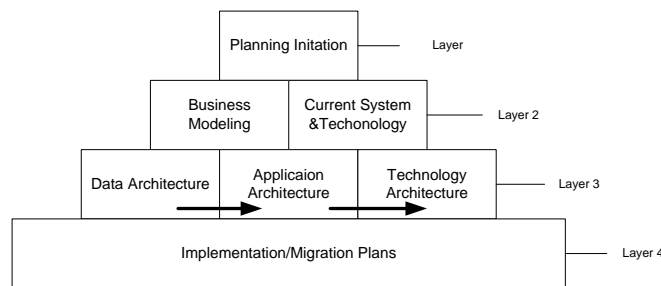 Planning Initation
Layer
Business
Modeling
Current System
&Techonology
Layer 2
Data Architecture
Applicaion
Architecture
Technology
Architecture
Layer 3
Implementation/Migration Plans
Layer 4